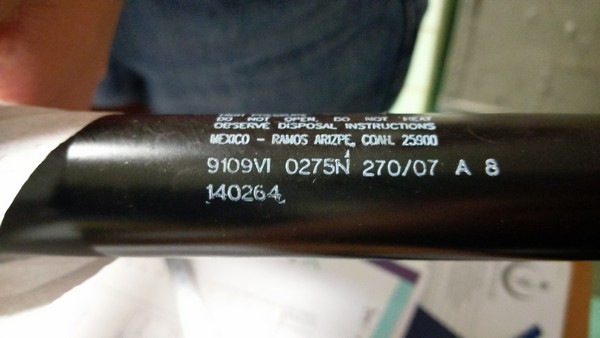 DO NOT OPEN, DO NOT HEAT
OBSERVE DISPOSAL INSTRUCTIONS
MEXICO - RAMOS ARIZPE, COAH. 25900
9109VI 0275N 270/07 A 8
140264